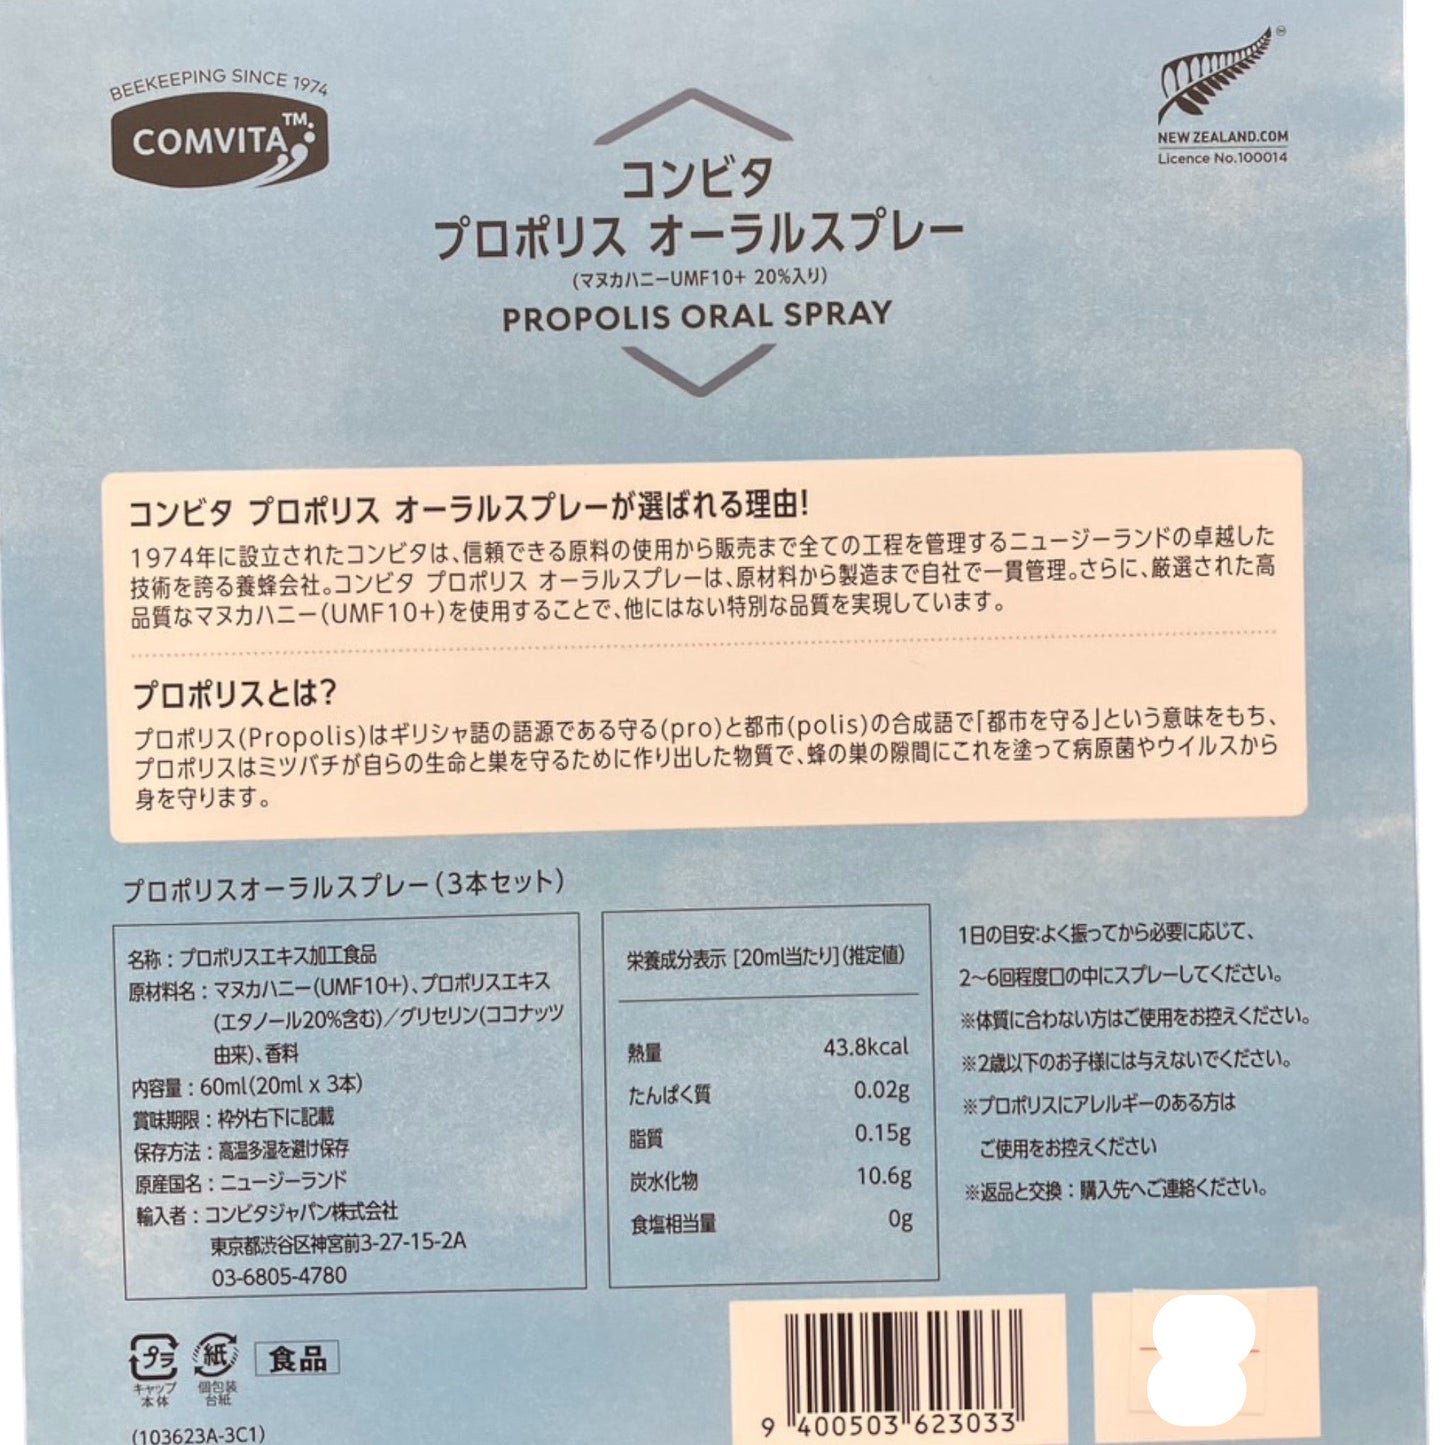 BEEKEEPING SINCE 1974
COMVITA™
NEW ZEALAND.COM
Licence No.100014
コンビタ
プロポリス オーラルスプレー
(マヌカハニーUMF10+ 20%入り)
PROPOLIS ORAL SPRAY
コンビタ プロポリス オーラルスプレーが選ばれる理由!
1974年に設立されたコンビタは、信頼できる原料の使用から販売まで全ての工程を管理するニュージーランドの卓越した
技術を誇る養蜂会社。コンビタ プロポリス オーラルスプレーは、原材料から製造まで自社で一貫管理。さらに、厳選された高
品質なマヌカハニー(UMF10+)を使用することで、他にはない特別な品質を実現しています。
プロポリスとは?
プロポリス(Propolis)はギリシャ語の語源である守る(pro)と都市(polis)の合成語で「都市を守る」という意味をもち、
プロポリスはミツバチが自らの生命と巣を守るために作り出した物質で、蜂の巣の隙間にこれを塗って病原菌やウイルスから
身を守ります。
プロポリスオーラルスプレー(3本セット)
名称：プロポリスエキス加工食品
原材料名：マヌカハニー(UMF10+)、プロポリスエキス
(エタノール20%含む)／グリセリン(ココナッツ
由来)、香料
内容量：60ml(20ml x 3本)
賞味期限：枠外右下に記載
保存方法：高温多湿を避け保存
原産国名：ニュージーランド
輸入者：コンビタジャパン株式会社
東京都渋谷区神宮前3-27-15-2A
03-6805-4780
栄養成分表示 [20ml当たり](推定値)
熱量 43.8kcal
たんぱく質 0.02g
脂質 0.15g
炭水化物 10.6g
食塩相当量 0g
1日の目安:よく振ってから必要に応じて、
2〜6回程度口の中にスプレーしてください。
※体質に合わない方はご使用をお控えください。
※2歳以下のお子様には与えないでください。
※プロポリスにアレルギーのある方は
ご使用をお控えください
※返品と交換：購入先へご連絡ください。
プラ
キャップ
本体
紙
個包装
台紙
食品
(103623A-3C1)
9 400503 623033